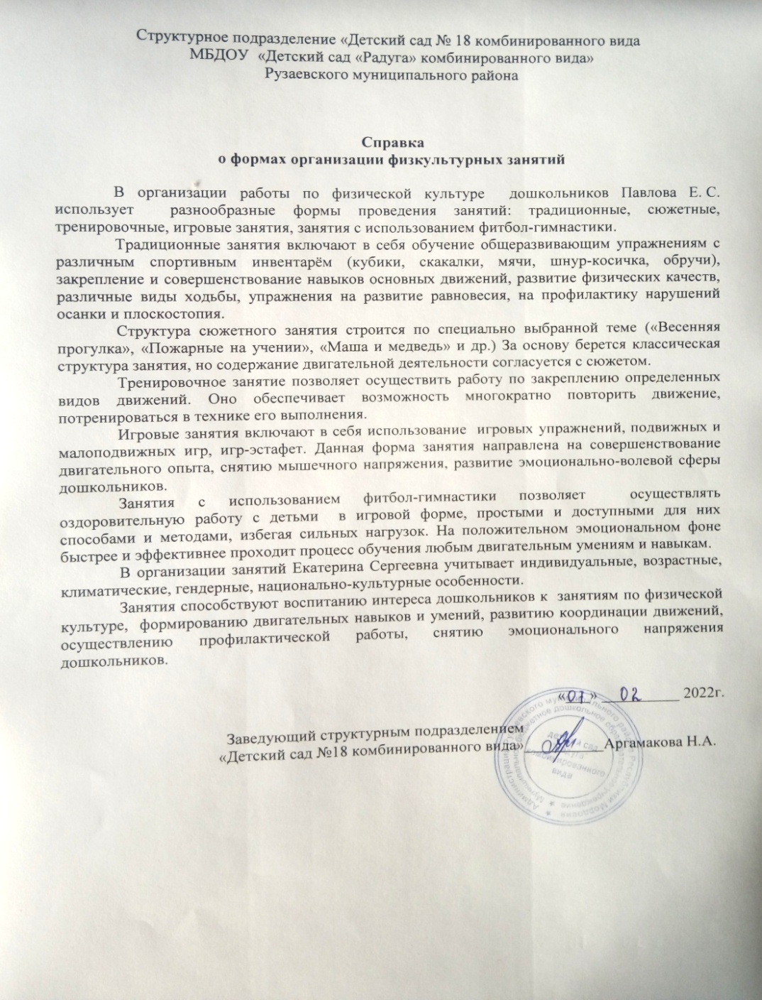 Структурное подразделение «Детский сад № 18 комбинированного вида
МБДОУ «Детский сад «Радуга» комбинированного вида»
Рузаевского муниципального района
Справка
о формах организации физкультурных занятий
В организации работы по физической культуре дошкольников Павлова Е. С.
использует разнообразные формы проведения занятий: традиционные, сюжетные,
тренировочные, игровые занятия, занятия с использованием фитбол-гимнастики.
Традиционные занятия включают в себя обучение общеразвивающим упражнениям с
различным спортивным инвентарём (кубики, скакалки, мячи, шнур-косичка, обручи),
закрепление и совершенствование навыков основных движений, развитие физических качеств,
различные виды ходьбы, упражнения на развитие равновесия, на профилактику нарушений
осанки и плоскостопия.
Структура сюжетного занятия строится по специально выбранной теме («Весенняя
прогулка», «Пожарные на учении», «Маша и медведь» и др.) За основу берется классическая
структура занятия, но содержание двигательной деятельности согласуется с сюжетом.
Тренировочное занятие позволяет осуществить работу по закреплению определенных
видов движений. Оно обеспечивает возможность многократно повторить движение,
потренироваться в технике его выполнения.
Игровые занятия включают в себя использование игровых упражнений, подвижных и
малоподвижных игр, игр-эстафет. Данная форма занятия направлена на совершенствование
двигательного опыта, снятию мышечного напряжения, развитие эмоционально-волевой сферы
дошкольников.
Занятия с использованием фитбол-гимнастики позволяет осуществлять
оздоровительную работу с детьми в игровой форме, простыми и доступными для них
способами и методами, избегая сильных нагрузок. На положительном эмоциональном фоне
быстрее и эффективнее проходит процесс обучения любым двигательным умениям и навыкам.
В организации занятий Екатерина Сергеевна учитывает индивидуальные, возрастные,
климатические, гендерные, национально-культурные особенности.
Занятия способствуют воспитанию интереса дошкольников к занятиям по физической
культуре, формированию двигательных навыков и умений, развитию координации движений,
осуществлению профилактической работы, снятию эмоционального напряжения
дошкольников.
«01» 02 2022г.
Заведующий структурным подразделением
«Детский сад №18 комбинированного вида» Аргамакова Н.А.
детский сад
комбинированного
вида